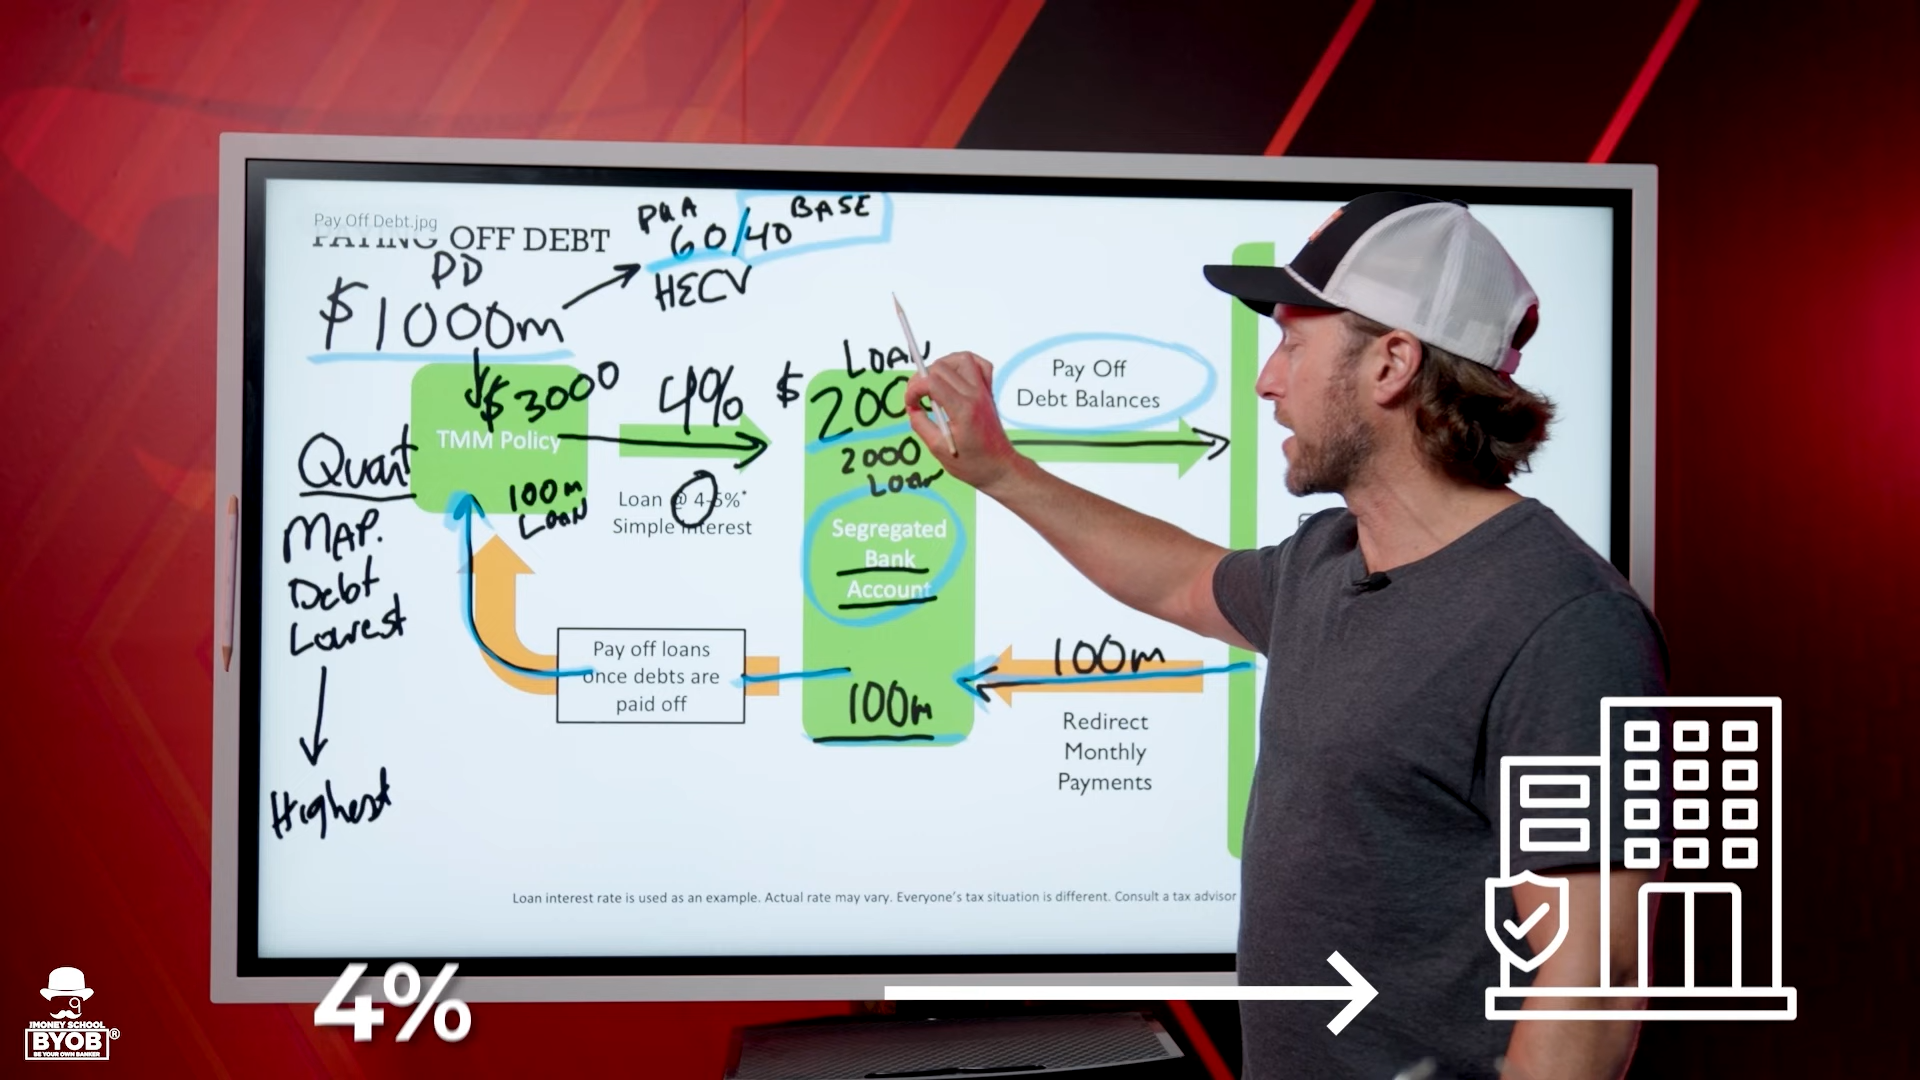 Pay Off Debt.jpg
PAYING OFF DEBT
PD
$1000m
PUA
60/40
BASE
HECV
$3000
TMM Policy
100m
LOAN
4%
Loan @ 4-5%*
Simple Interest
LOAN
$
2000
LOAN
Segregated
Bank
Account
100m
Pay Off
Debt Balances
100m
Redirect
Monthly
Payments
Pay off loans
once debts are
paid off
MAP.
Debt
Lowest
Highest
Loan interest rate is used as an example. Actual rate may vary. Everyone's tax situation is different. Consult a tax advisor
4%
THE MONEY SCHOOL
BYOB®
BE YOUR OWN BANKER